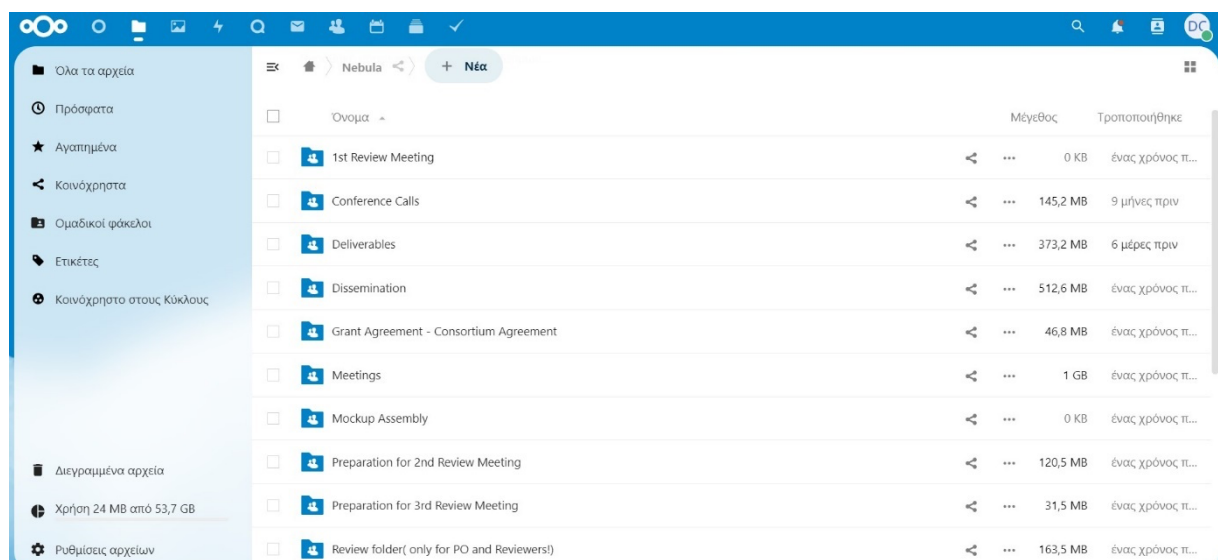 DC
Όλα τα αρχεία
Πρόσφατα
Αγαπημένα
Κοινόχρηστα
Ομαδικοί φάκελοι
Ετικέτες
Κοινόχρηστο στους Κύκλους
Διεγραμμένα αρχεία
Χρήση 24 MB από 53,7 GB
Ρυθμίσεις αρχείων
Nebula + Νέα
Όνομα Μέγεθος Τροποποιήθηκε
1st Review Meeting ... 0 KB ένας χρόνος π...
Conference Calls ... 145,2 MB 9 μήνες πριν
Deliverables ... 373,2 MB 6 μέρες πριν
Dissemination ... 512,6 MB ένας χρόνος π...
Grant Agreement - Consortium Agreement ... 46,8 MB ένας χρόνος π...
Meetings ... 1 GB ένας χρόνος π...
Mockup Assembly ... 0 KB ένας χρόνος π...
Preparation for 2nd Review Meeting ... 120,5 MB ένας χρόνος π...
Preparation for 3rd Review Meeting ... 31,5 MB ένας χρόνος π...
Review folder( only for PO and Reviewers!) ... 163,5 MB ένας χρόνος π...